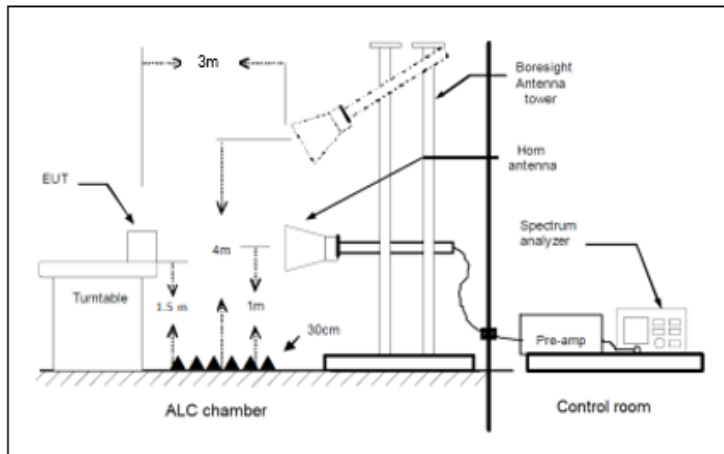 3m
Boresight
Antenna
tower
Horn
antenna
EUT
Spectrum
analyzer
4m
Turntable
1.5 m
1m
30cm
Pre-amp
ALC chamber
Control room